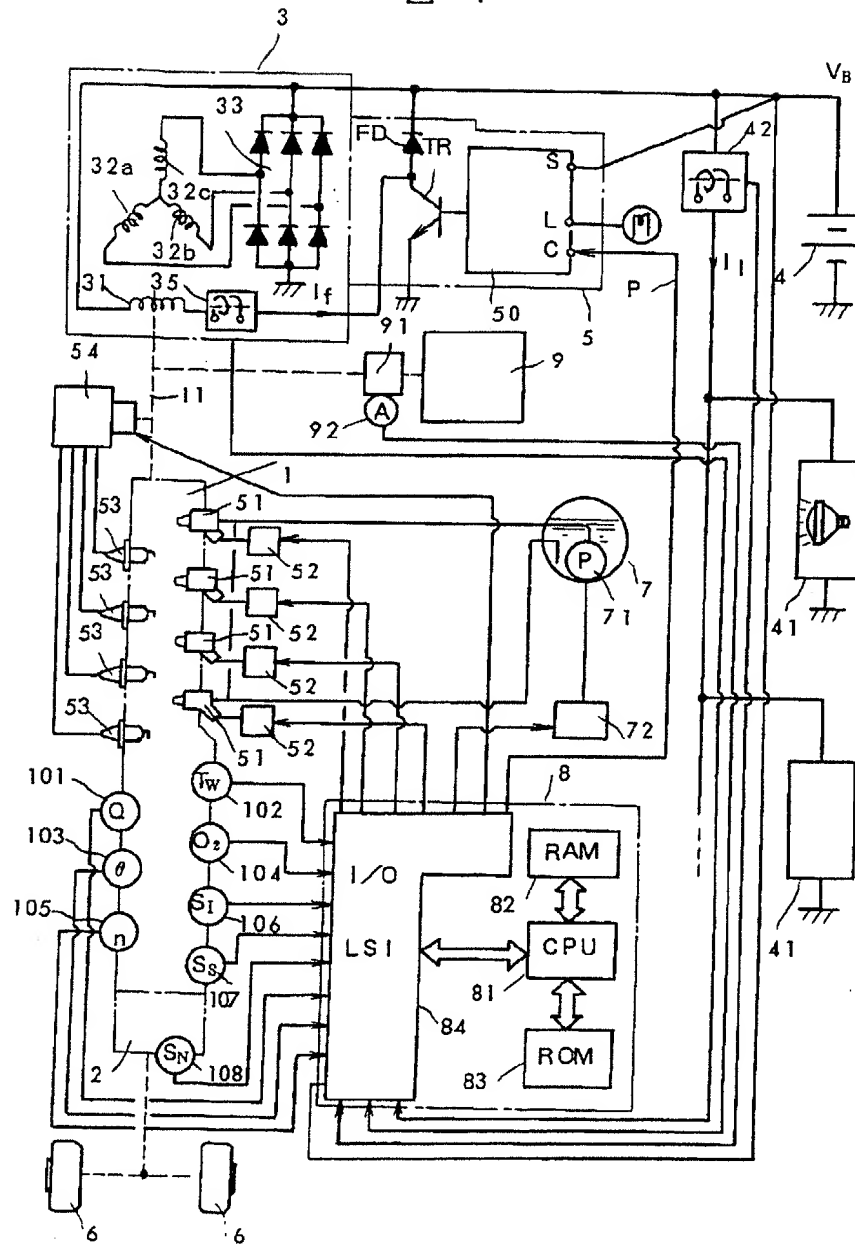 3
V_B
33
FD
TR
42
S
32a
32c
L
32b
C
4
31
35
I_f
P
I_1
50
5
54
91
9
11
A
92
1
53
51
52
53
51
P
7
71
52
53
51
52
41
53
51
52
72
101
T_W
8
Q
102
103
θ
O_2
I/O
RAM
104
82
105
S_I
n
106
LSI
CPU
41
S_S
81
107
84
2
S_N
108
83
ROM
6
6